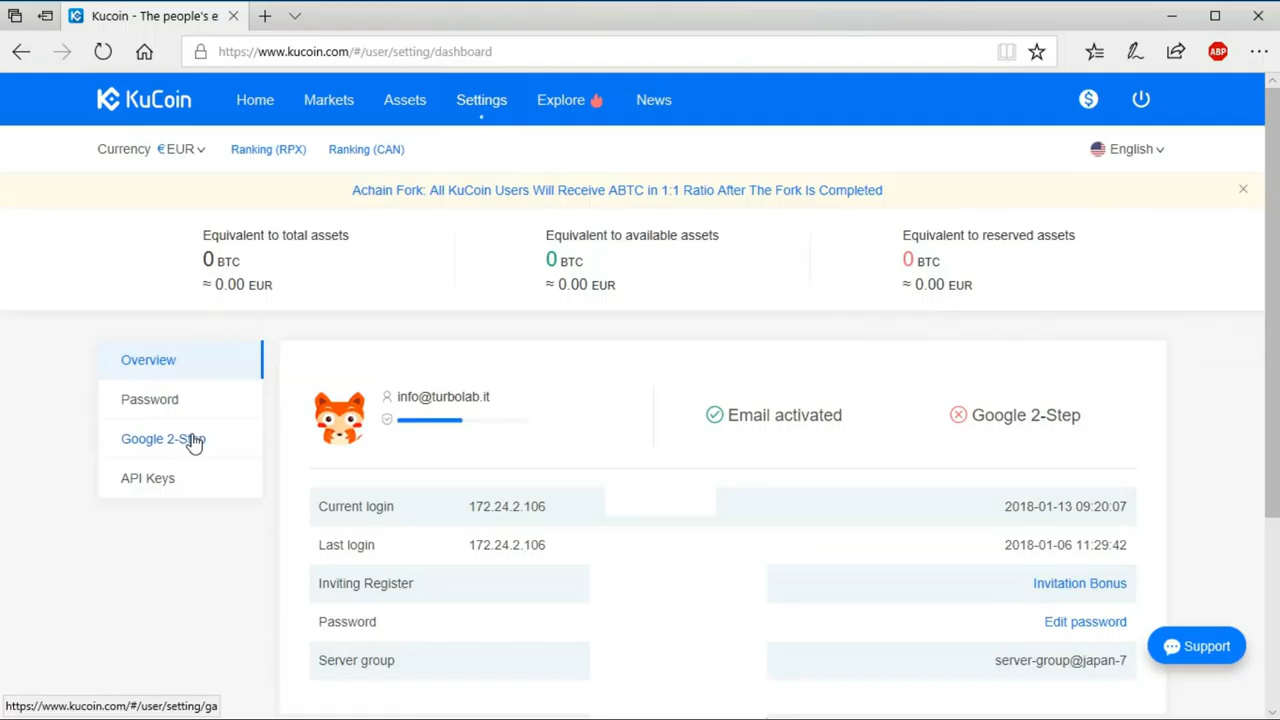 Kucoin - The people's e
https://www.kucoin.com/#/user/setting/dashboard
ABP
KuCoin Home Markets Assets Settings Explore News
Currency €EUR Ranking (RPX) Ranking (CAN) English
Achain Fork: All KuCoin Users Will Receive ABTC in 1:1 Ratio After The Fork Is Completed
Equivalent to total assets Equivalent to available assets Equivalent to reserved assets
0 BTC 0 BTC 0 BTC
≈ 0.00 EUR ≈ 0.00 EUR ≈ 0.00 EUR
Overview
Password
Google 2-Step
API Keys
info@turbolab.it
Email activated Google 2-Step
Current login 172.24.2.106 2018-01-13 09:20:07
Last login 172.24.2.106 2018-01-06 11:29:42
Inviting Register Invitation Bonus
Password Edit password
Server group server-group@japan-7
Support
https://www.kucoin.com/#/user/setting/ga